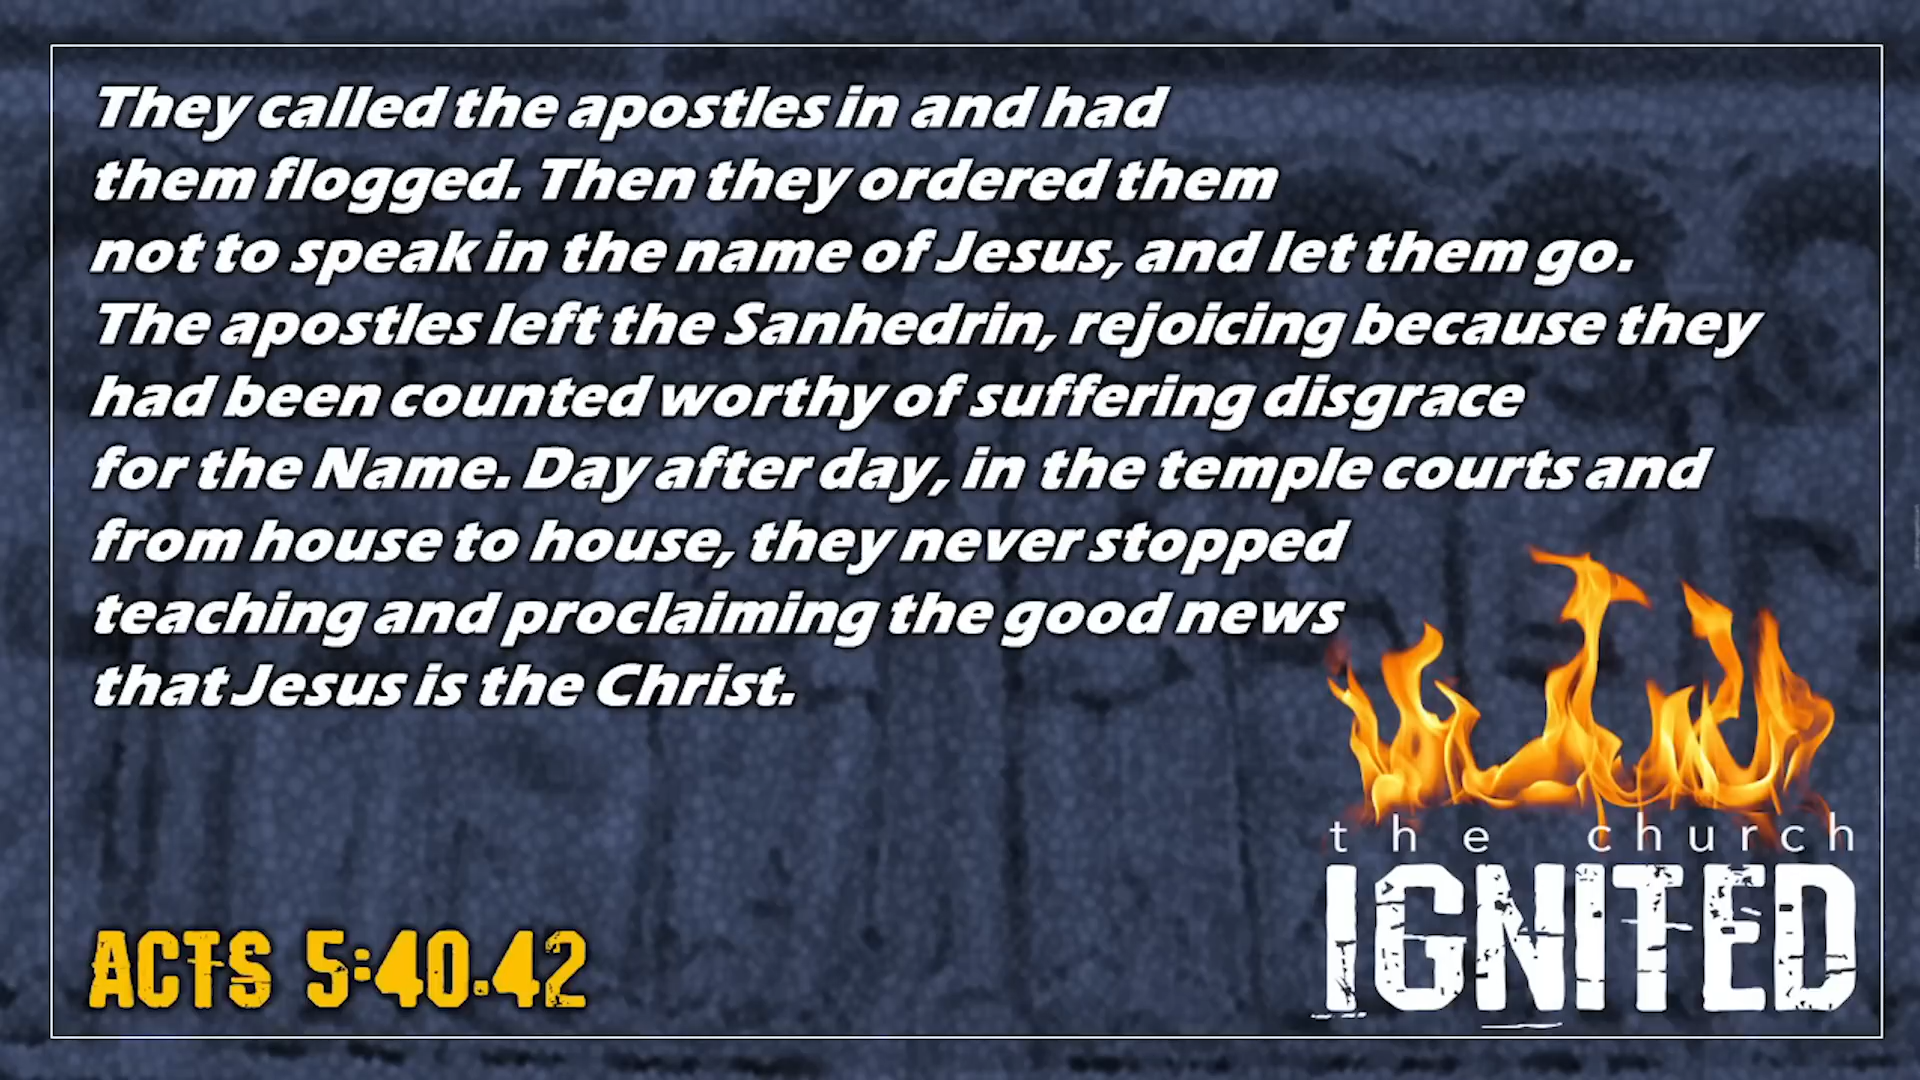 They called the apostles in and had
them flogged. Then they ordered them
not to speak in the name of Jesus, and let them go.
The apostles left the Sanhedrin, rejoicing because they
had been counted worthy of suffering disgrace
for the Name. Day after day, in the temple courts and
from house to house, they never stopped
teaching and proclaiming the good news
that Jesus is the Christ.
the church
IGNITED
ACTS 5:40-42